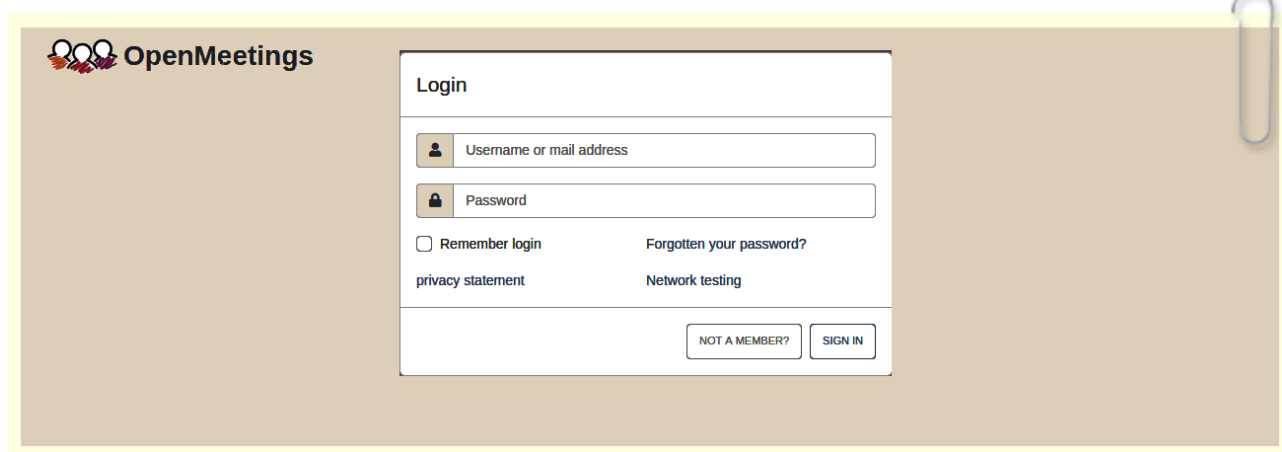 OpenMeetings
Login
Username or mail address
Password
Remember login
Forgotten your password?
privacy statement
Network testing
NOT A MEMBER?
SIGN IN